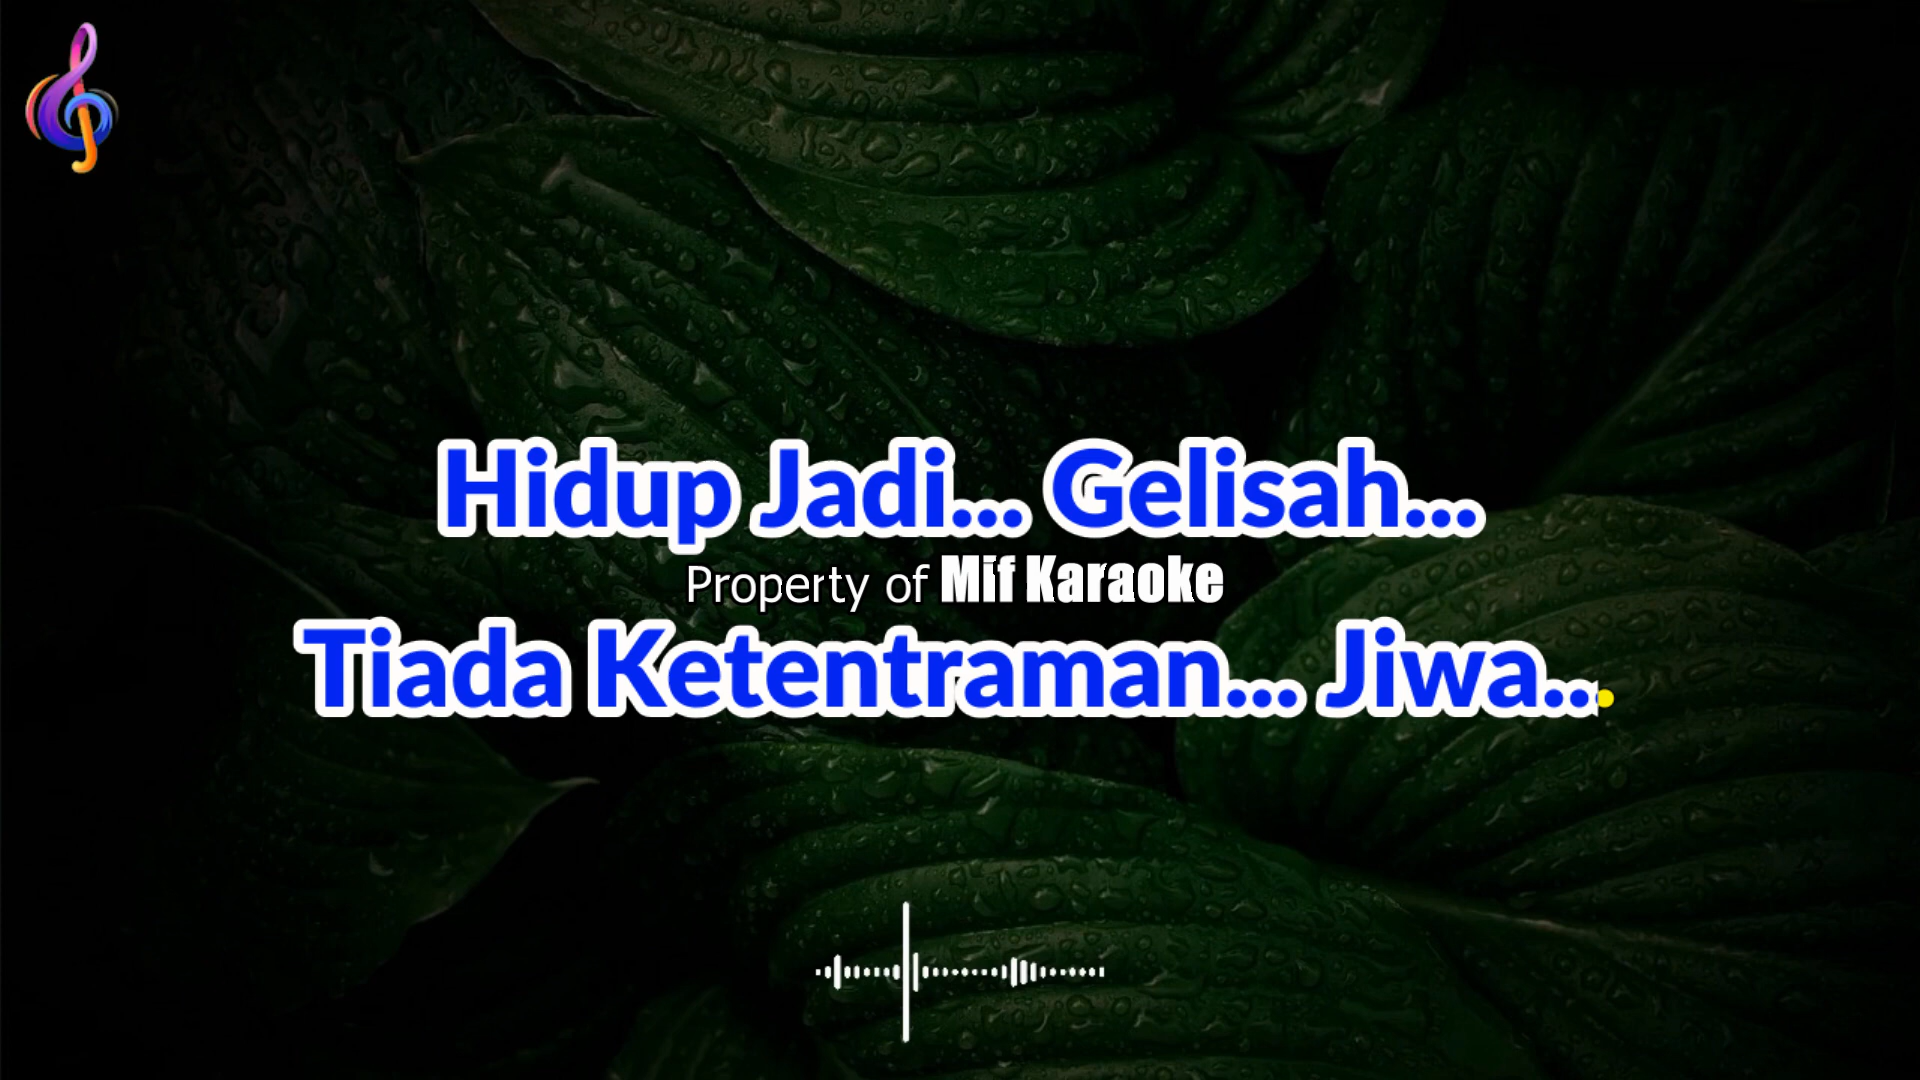 Hidup Jadi... Gelisah...
Property of Mif Karaoke
Tiada Ketentraman... Jiwa...